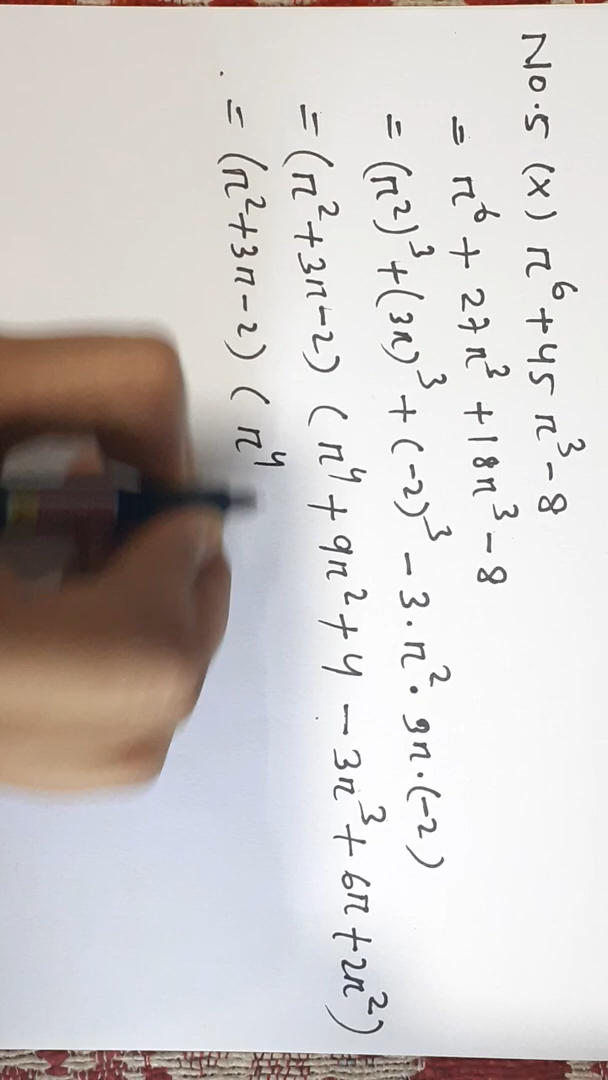 No.5 (x) x⁶ + 45x³ - 8
= x⁶ + 27x³ + 18x³ - 8
= (x²)³ + (3x)³ + (-2)³ - 3·x²·3x·(-2)
= (x² + 3x - 2) (x⁴ + 9x² + 4 - 3x³ + 6x + 2x²)
= (x² + 3x - 2) (x⁴